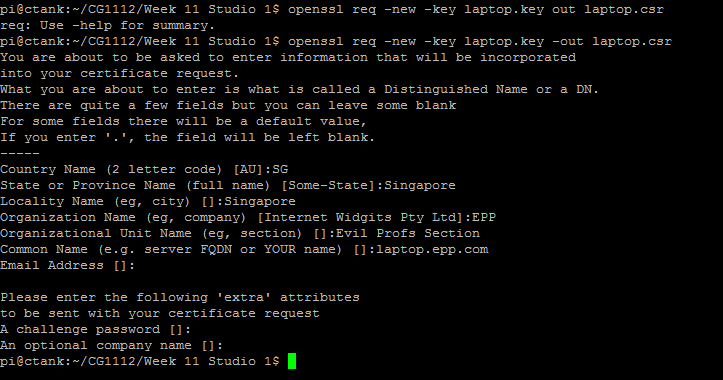 pi@ctank:~/CG1112/Week 11 Studio 1$ openssl req -new -key laptop.key out laptop.csr
req: Use -help for summary.
pi@ctank:~/CG1112/Week 11 Studio 1$ openssl req -new -key laptop.key -out laptop.csr
You are about to be asked to enter information that will be incorporated
into your certificate request.
What you are about to enter is what is called a Distinguished Name or a DN.
There are quite a few fields but you can leave some blank
For some fields there will be a default value,
If you enter '.', the field will be left blank.
-----
Country Name (2 letter code) [AU]:SG
State or Province Name (full name) [Some-State]:Singapore
Locality Name (eg, city) []:Singapore
Organization Name (eg, company) [Internet Widgits Pty Ltd]:EPP
Organizational Unit Name (eg, section) []:Evil Profs Section
Common Name (e.g. server FQDN or YOUR name) []:laptop.epp.com
Email Address []:
Please enter the following 'extra' attributes
to be sent with your certificate request
A challenge password []:
An optional company name []:
pi@ctank:~/CG1112/Week 11 Studio 1$